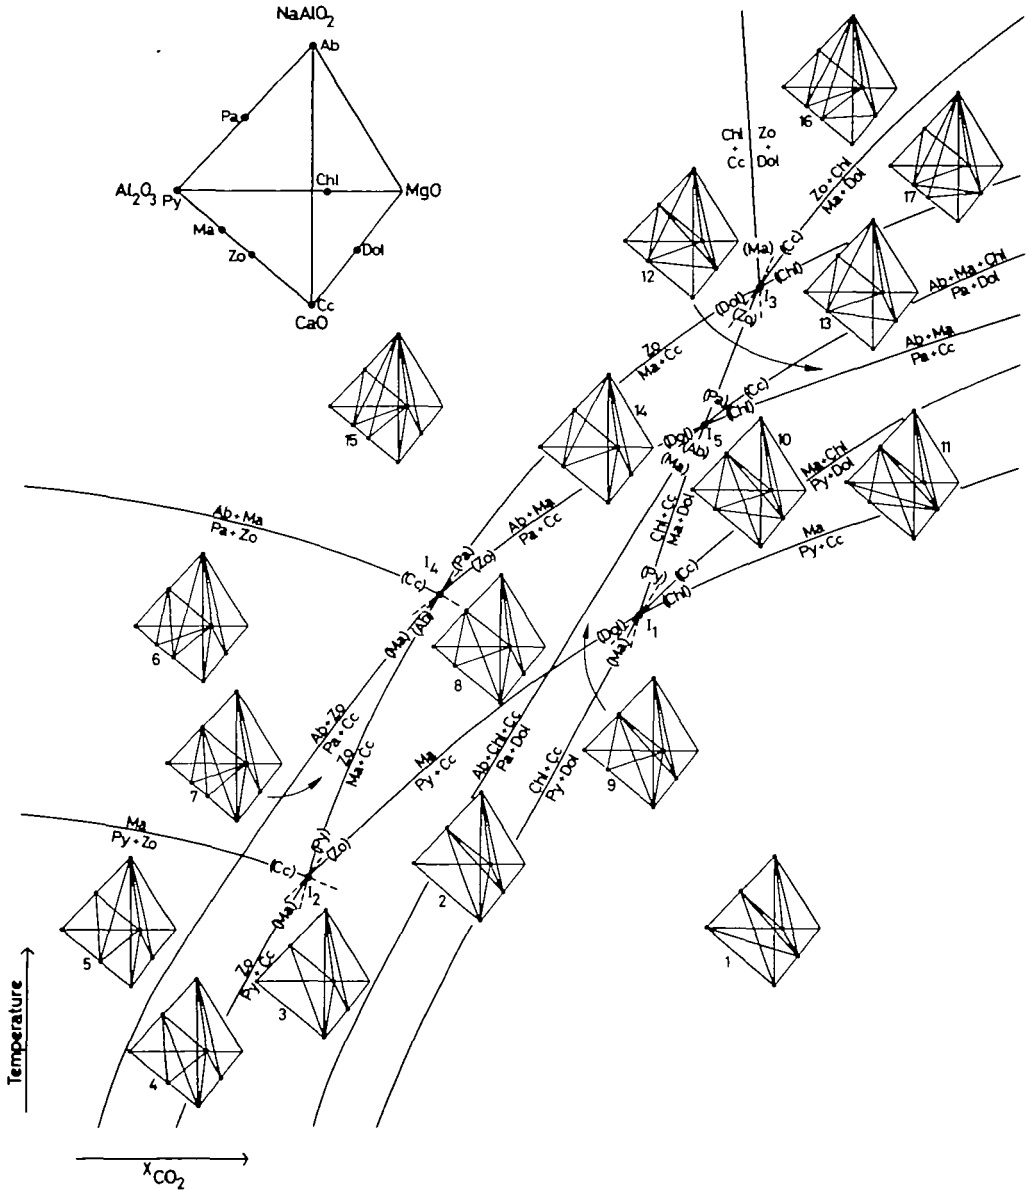 NaAlO₂
Ab
Pa
Al₂O₃
Py
Chl
MgO
Ma
Zo
Dol
Cc
CaO
Chl + Cc
Zo + Dol
16
Zo+Chl
Ma+Dol
17
12
(Ma)
(Cc)
(Chl)
(Dol)
I₃
(Zo)
13
Ab+Ma+Chl
Pa+Dol
Zo
Ma+Cc
Ab+Ma
Pa+Cc
15
14
(Pa)
(Cc)
(Chl)
(Dol)
I₅
(Ab)
(Ma)
10
11
Ma+Chl
Py+Dol
Ab+Ma
Pa+Zo
Ab+Ma
Pa+Cc
Chl+Cc
Ma+Dol
Ma
Py+Cc
I₄
(Pa)
(Zo)
(Cc)
(Ab)
(Ma)
(Py)
(Cc)
(Chl)
(Dol)
I₁
(Ma)
6
8
7
Ab+Zo
Pa+Cc
Zo
Ma+Cc
Ma
Py+Cc
Ab+Chl+Cc
Pa+Dol
Chl+Cc
Py+Dol
9
Ma
Py+Zo
(Py)
(Zo)
(Cc)
I₂
(Ma)
2
5
Zo
Py+Cc
3
1
4
Temperature
XCO₂